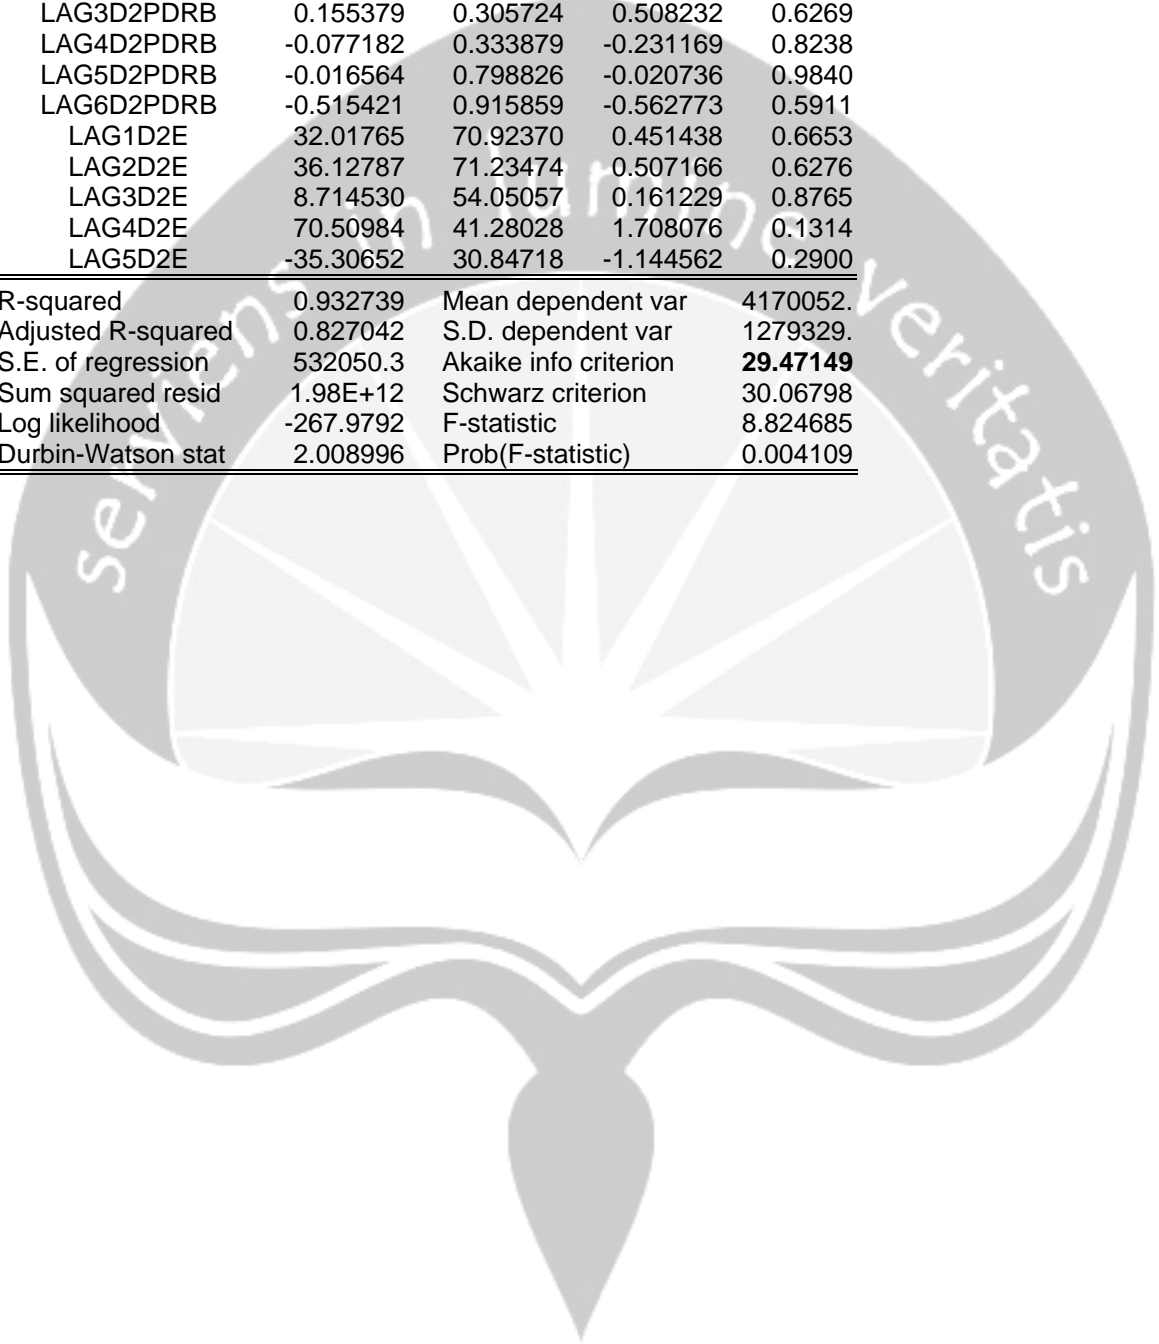 LAG3D2PDRB 0.155379 0.305724 0.508232 0.6269
LAG4D2PDRB -0.077182 0.333879 -0.231169 0.8238
LAG5D2PDRB -0.016564 0.798826 -0.020736 0.9840
LAG6D2PDRB -0.515421 0.915859 -0.562773 0.5911
LAG1D2E 32.01765 70.92370 0.451438 0.6653
LAG2D2E 36.12787 71.23474 0.507166 0.6276
LAG3D2E 8.714530 54.05057 0.161229 0.8765
LAG4D2E 70.50984 41.28028 1.708076 0.1314
LAG5D2E -35.30652 30.84718 -1.144562 0.2900
R-squared 0.932739 Mean dependent var 4170052.
Adjusted R-squared 0.827042 S.D. dependent var 1279329.
S.E. of regression 532050.3 Akaike info criterion 29.47149
Sum squared resid 1.98E+12 Schwarz criterion 30.06798
Log likelihood -267.9792 F-statistic 8.824685
Durbin-Watson stat 2.008996 Prob(F-statistic) 0.004109
serviens in lumine veritatis